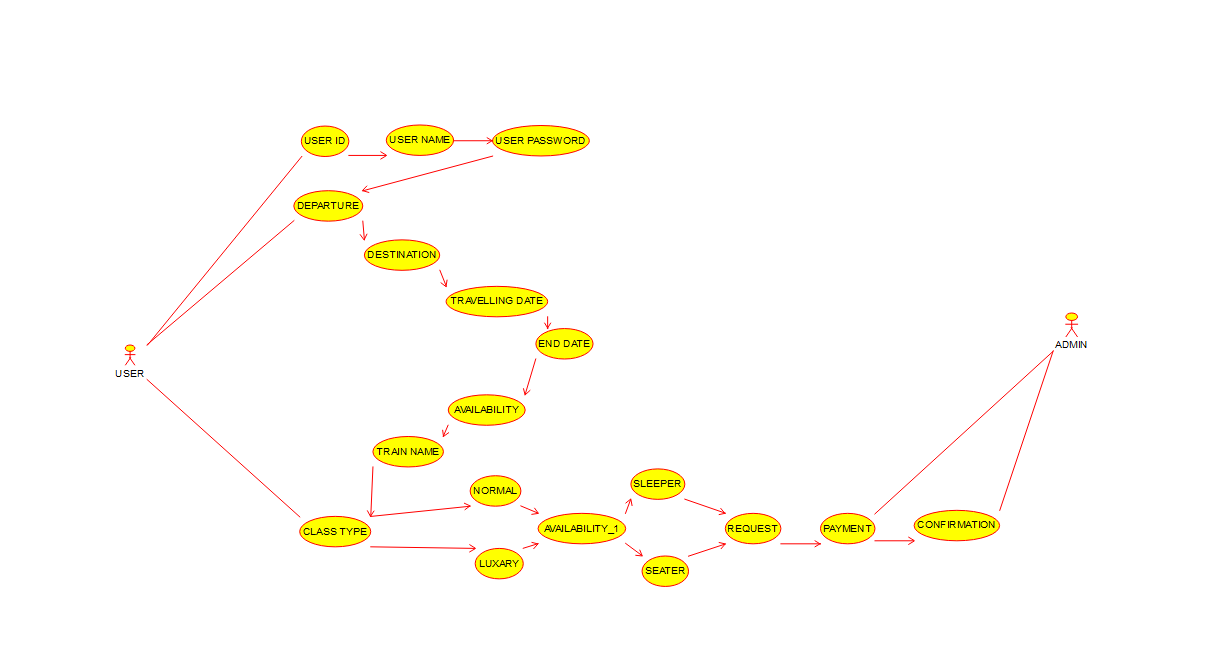 USER ID
USER NAME
USER PASSWORD
DEPARTURE
DESTINATION
TRAVELLING DATE
END DATE
ADMIN
USER
AVAILABILITY
TRAIN NAME
SLEEPER
NORMAL
CLASS TYPE
AVAILABILITY_1
REQUEST
PAYMENT
CONFIRMATION
LUXARY
SEATER